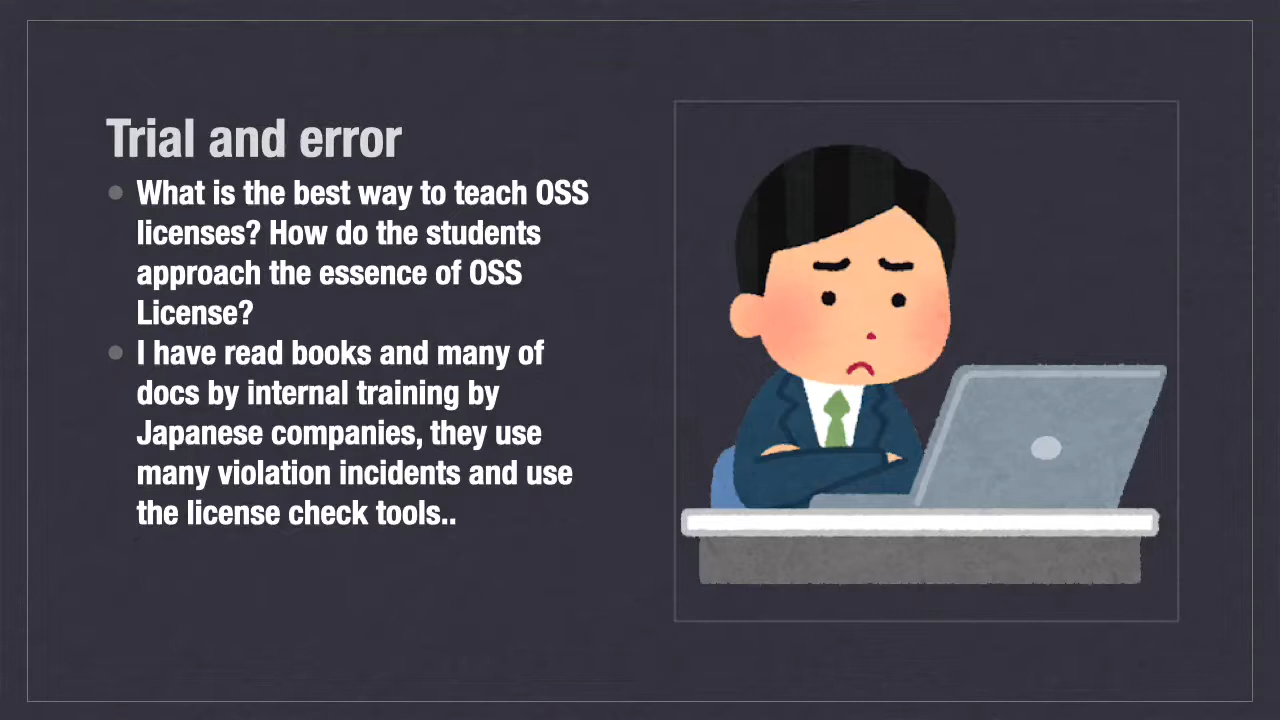 Trial and error
What is the best way to teach OSS
licenses? How do the students
approach the essence of OSS
License?
I have read books and many of
docs by internal training by
Japanese companies, they use
many violation incidents and use
the license check tools..